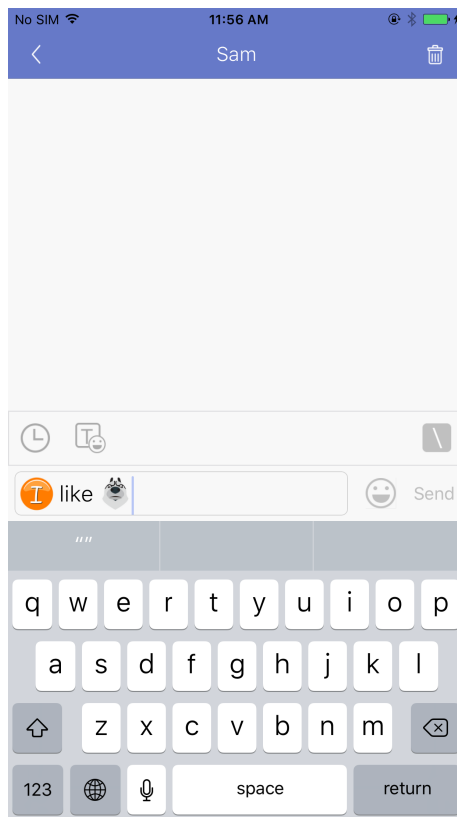 No SIM 11:56 AM
Sam
T
\
I like Send
""
q w e r t y u i o p
a s d f g h j k l
z x c v b n m
123 space return